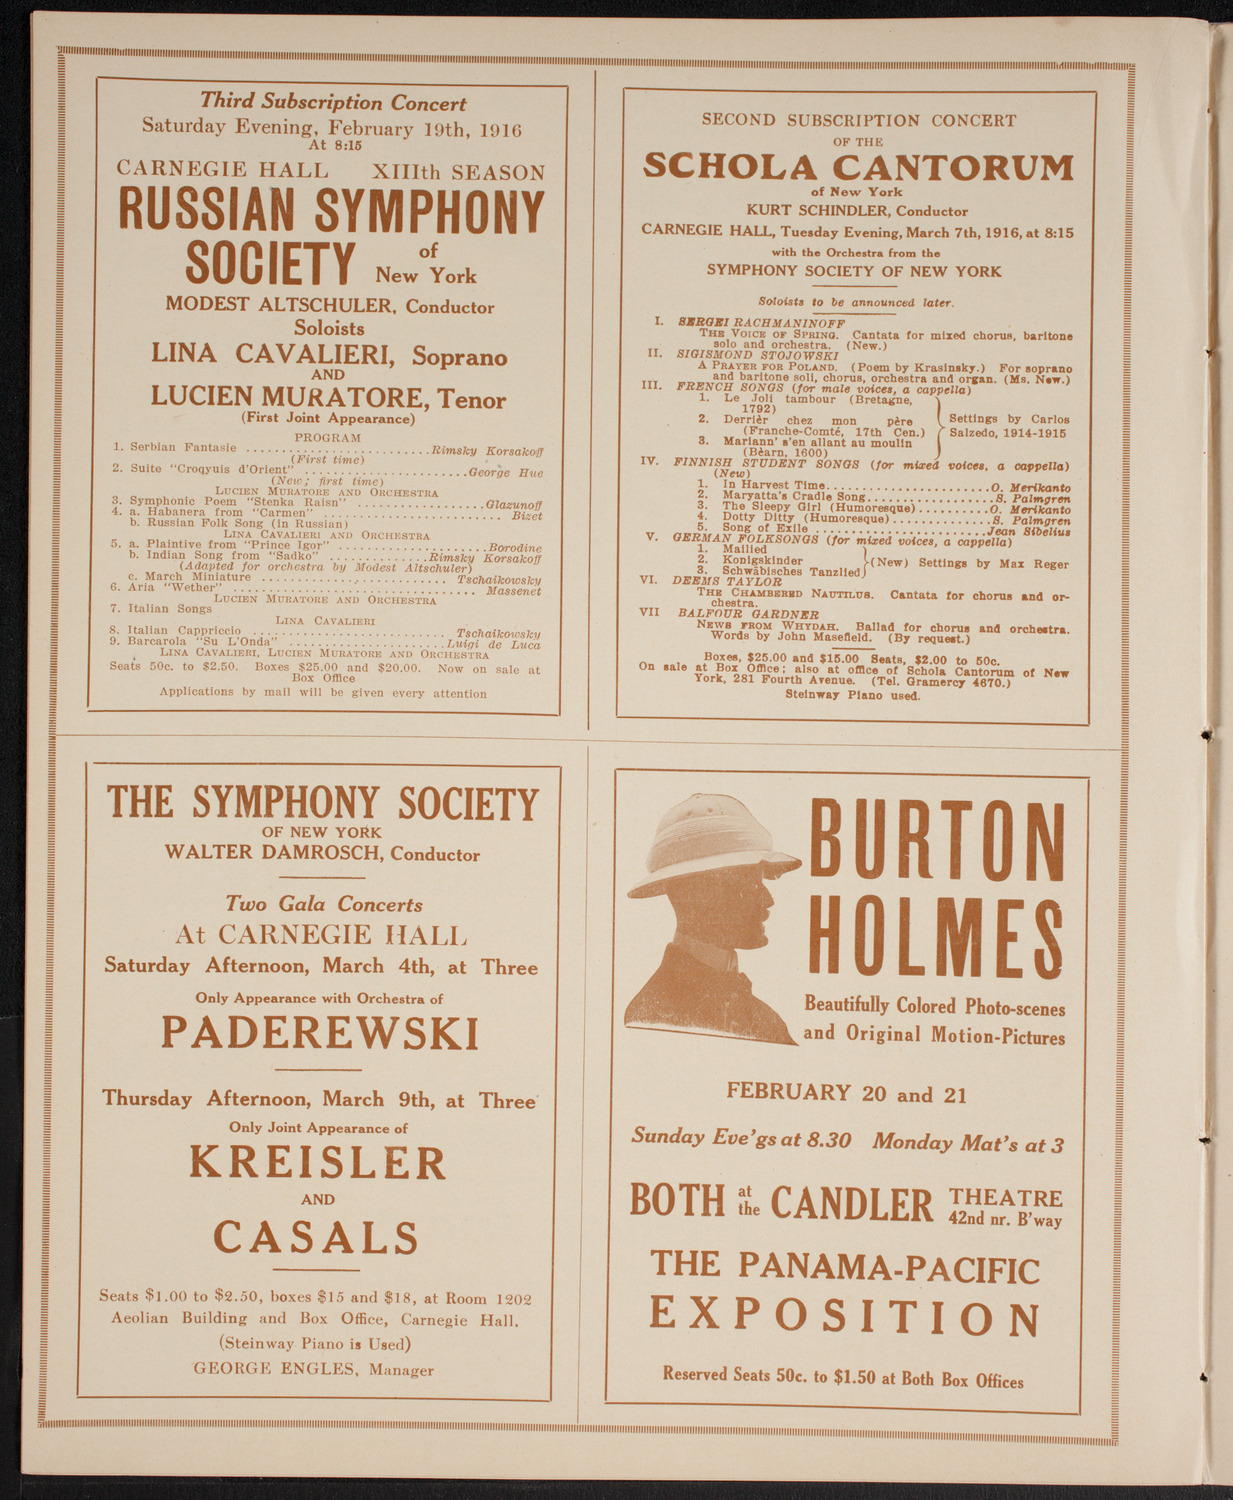 Third Subscription Concert
Saturday Evening, February 19th, 1916
At 8:15
CARNEGIE HALL XIIIth SEASON
RUSSIAN SYMPHONY
SOCIETY of
New York
MODEST ALTSCHULER, Conductor
Soloists
LINA CAVALIERI, Soprano
AND
LUCIEN MURATORE, Tenor
(First Joint Appearance)
PROGRAM
1. Serbian Fantasie ..........................Rimsky Korsakoff
(First time)
2. Suite "Croqyuis d'Orient" ......................George Hue
(New; first time)
LUCIEN MURATORE AND ORCHESTRA
3. Symphonic Poem "Stenka Raisn" .................Glazunoff
4. a. Habanera from "Carmen" ........................ Bizet
b. Russian Folk Song (in Russian)
LINA CAVALIERI AND ORCHESTRA
5. a. Plaintive from "Prince Igor" ....................Borodine
b. Indian Song from "Sadko" .............Rimsky Korsakoff
(Adapted for orchestra by Modest Altschuler)
c. March Miniature .......................... Tschaikowsky
6. Aria "Wether" ................................. Massenet
LUCIEN MURATORE AND ORCHESTRA
7. Italian Songs
LINA CAVALIERI
8. Italian Cappriccio .......................... Tschaikowsky
9. Barcarola "Su L'Onda" .....................Luigi de Luca
LINA CAVALIERI, LUCIEN MURATORE AND ORCHESTRA
Seats 50c. to $2.50. Boxes $25.00 and $20.00. Now on sale at
Box Office
Applications by mail will be given every attention
SECOND SUBSCRIPTION CONCERT
OF THE
SCHOLA CANTORUM
of New York
KURT SCHINDLER, Conductor
CARNEGIE HALL, Tuesday Evening, March 7th, 1916, at 8:15
with the Orchestra from the
SYMPHONY SOCIETY OF NEW YORK
Soloists to be announced later.
I. SERGEI RACHMANINOFF
THE VOICE OF SPRING. Cantata for mixed chorus, baritone
solo and orchestra. (New.)
II. SIGISMOND STOJOWSKI
A PRAYER FOR POLAND. (Poem by Krasinsky.) For soprano
and baritone soli, chorus, orchestra and organ. (Ms. New.)
III. FRENCH SONGS (for male voices, a cappella)
1. Le Joli tambour (Bretagne,
1792)
2. Derrièr chez mon père
(Franche-Comté, 17th Cen.)
3. Mariann' s'en allant au moulin
(Bèarn, 1600)
Settings by Carlos
Salzedo, 1914-1915
IV. FINNISH STUDENT SONGS (for mixed voices, a cappella)
(New)
1. In Harvest Time.......................O. Merikanto
2. Maryatta's Cradle Song..................S. Palmgren
3. The Sleepy Girl (Humoresque)..........O. Merikanto
4. Dotty Ditty (Humoresque).............S. Palmgren
5. Song of Exile ........................Jean Sibelius
V. GERMAN FOLKSONGS (for mixed voices, a cappella)
1. Mailied
2. Konigskinder
3. Schwäbisches Tanzlied
(New) Settings by Max Reger
VI. DEEMS TAYLOR
THE CHAMBERED NAUTILUS. Cantata for chorus and or-
chestra.
VII BALFOUR GARDNER
NEWS FROM WHYDAH. Ballad for chorus and orchestra.
Words by John Masefield. (By request.)
Boxes, $25.00 and $15.00 Seats, $2.00 to 50c.
On sale at Box Office; also at office of Schola Cantorum of New
York, 281 Fourth Avenue. (Tel. Gramercy 4670.)
Steinway Piano used.
THE SYMPHONY SOCIETY
OF NEW YORK
WALTER DAMROSCH, Conductor
Two Gala Concerts
At CARNEGIE HALL
Saturday Afternoon, March 4th, at Three
Only Appearance with Orchestra of
PADEREWSKI
Thursday Afternoon, March 9th, at Three
Only Joint Appearance of
KREISLER
AND
CASALS
Seats $1.00 to $2.50, boxes $15 and $18, at Room 1202
Aeolian Building and Box Office, Carnegie Hall.
(Steinway Piano is Used)
GEORGE ENGLES, Manager
BURTON
HOLMES
Beautifully Colored Photo-scenes
and Original Motion-Pictures
FEBRUARY 20 and 21
Sunday Eve'gs at 8.30 Monday Mat's at 3
BOTH at the CANDLER THEATRE
42nd nr. B'way
THE PANAMA-PACIFIC
EXPOSITION
Reserved Seats 50c. to $1.50 at Both Box Offices